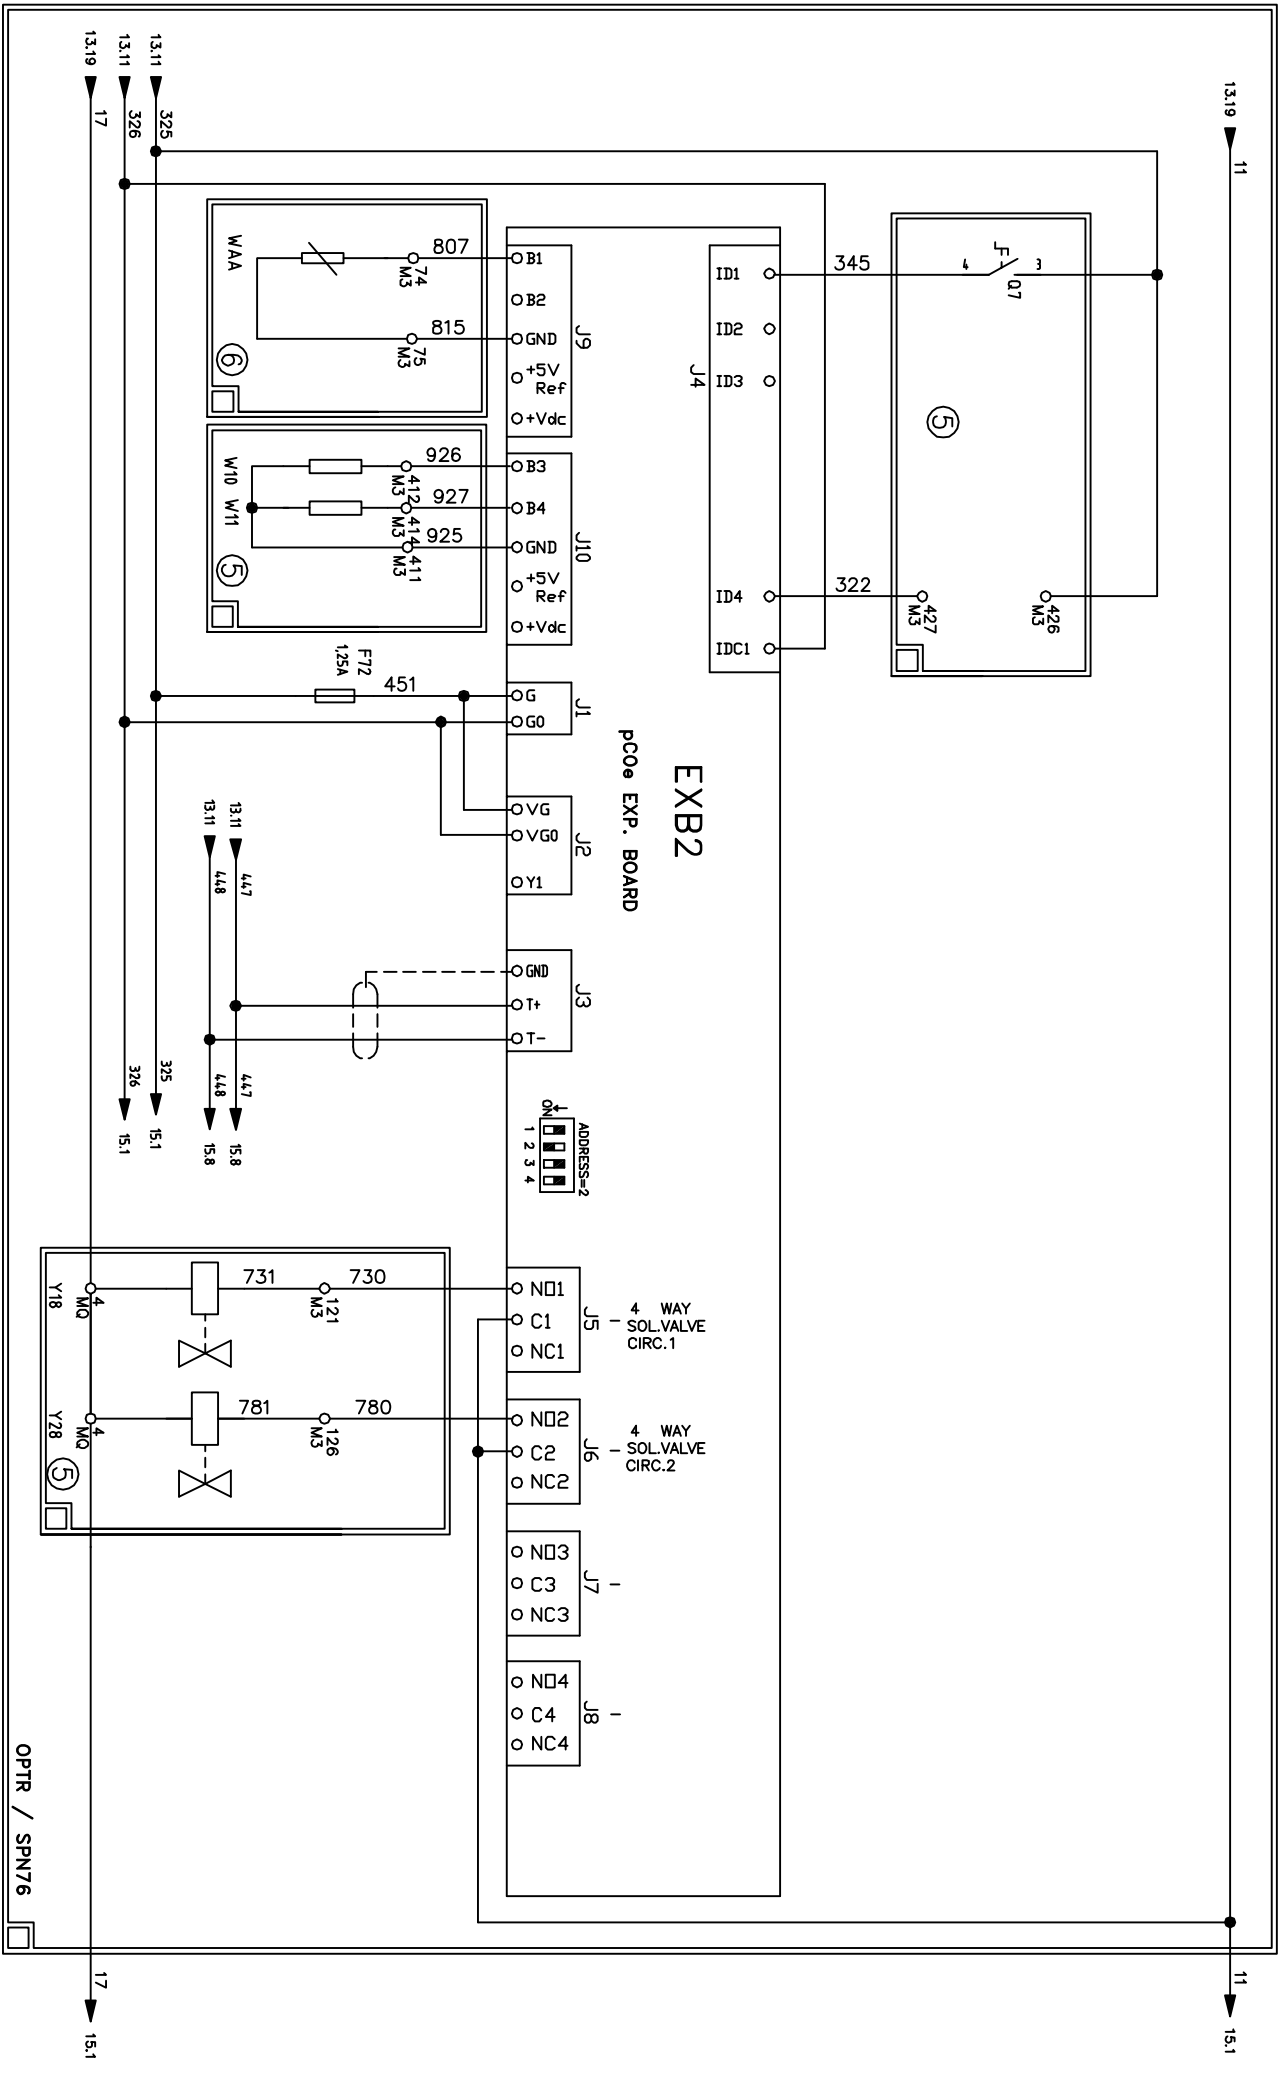 13.19
13.11
13.11
13.19
17
326
325
11
WAA
807
74
M3
815
75
M3
6
B1
B2
GND
+5V
Ref
+Vdc
J9
ID1
ID2
ID3
ID4
IDC1
J4
345
4
3
Q7
5
322
427
M3
426
M3
W10
W11
926
412
M3
927
414
M3
925
411
M3
5
B3
B4
GND
+5V
Ref
+Vdc
J10
F72
1,25A
451
G
G0
J1
EXB2
pCOe EXP. BOARD
VG
VG0
Y1
J2
13.11
13.11
448
447
GND
T+
T-
J3
326
325
448
447
15.1
15.1
15.8
15.8
ON
ADDRESS=2
1
2
3
4
Y18
4
MQ
731
121
M3
730
NO1
C1
NC1
J5
-
4 WAY
SOL.VALVE
CIRC.1
Y28
4
MQ
781
126
M3
780
5
NO2
C2
NC2
J6
-
4 WAY
SOL.VALVE
CIRC.2
NO3
C3
NC3
J7
-
NO4
C4
NC4
J8
-
OPTR / SPN76
17
15.1
11
15.1